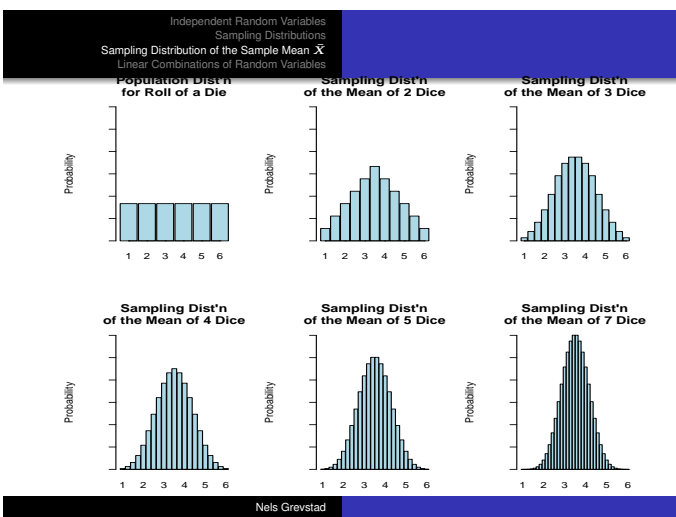 Independent Random Variables
Sampling Distributions
Sampling Distribution of the Sample Mean X̄
Linear Combinations of Random Variables
Population Dist'n
for Roll of a Die
Sampling Dist'n
of the Mean of 2 Dice
Sampling Dist'n
of the Mean of 3 Dice
Probability
1 2 3 4 5 6
Probability
1 2 3 4 5 6
Probability
1 2 3 4 5 6
Sampling Dist'n
of the Mean of 4 Dice
Sampling Dist'n
of the Mean of 5 Dice
Sampling Dist'n
of the Mean of 7 Dice
Probability
1 2 3 4 5 6
Probability
1 2 3 4 5 6
Probability
1 2 3 4 5 6
Nels Grevstad